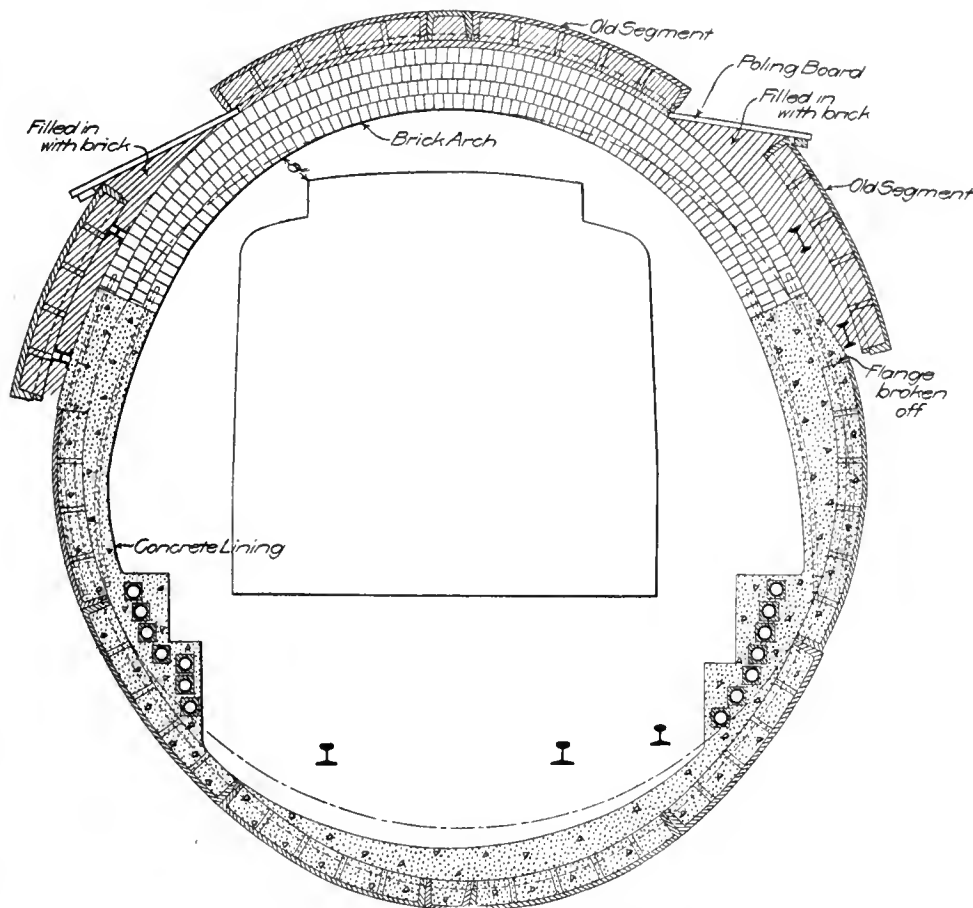 Old Segment
Poling Board
Filled in
with brick
Filled in
with brick
Brick Arch
Old Segment
Flange
broken
off
Concrete Lining